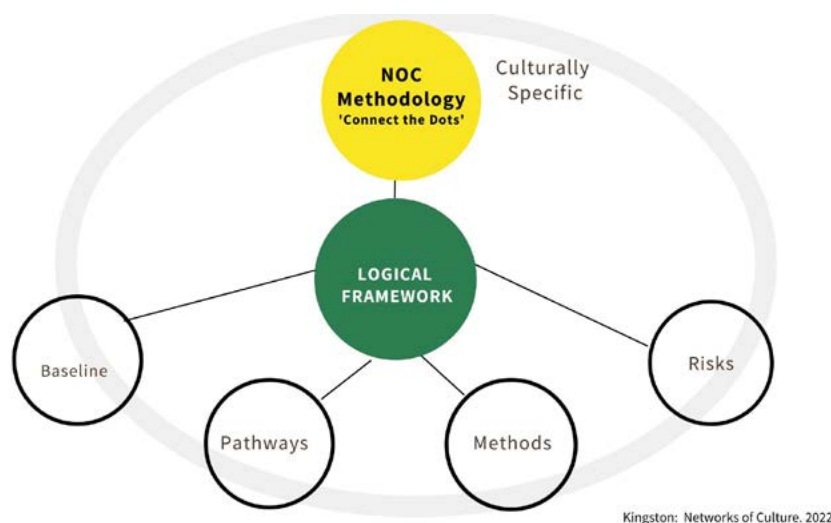 NOC
Methodology
'Connect the Dots'
Culturally
Specific
LOGICAL
FRAMEWORK
Baseline
Risks
Pathways
Methods
Kingston: Networks of Culture, 2022